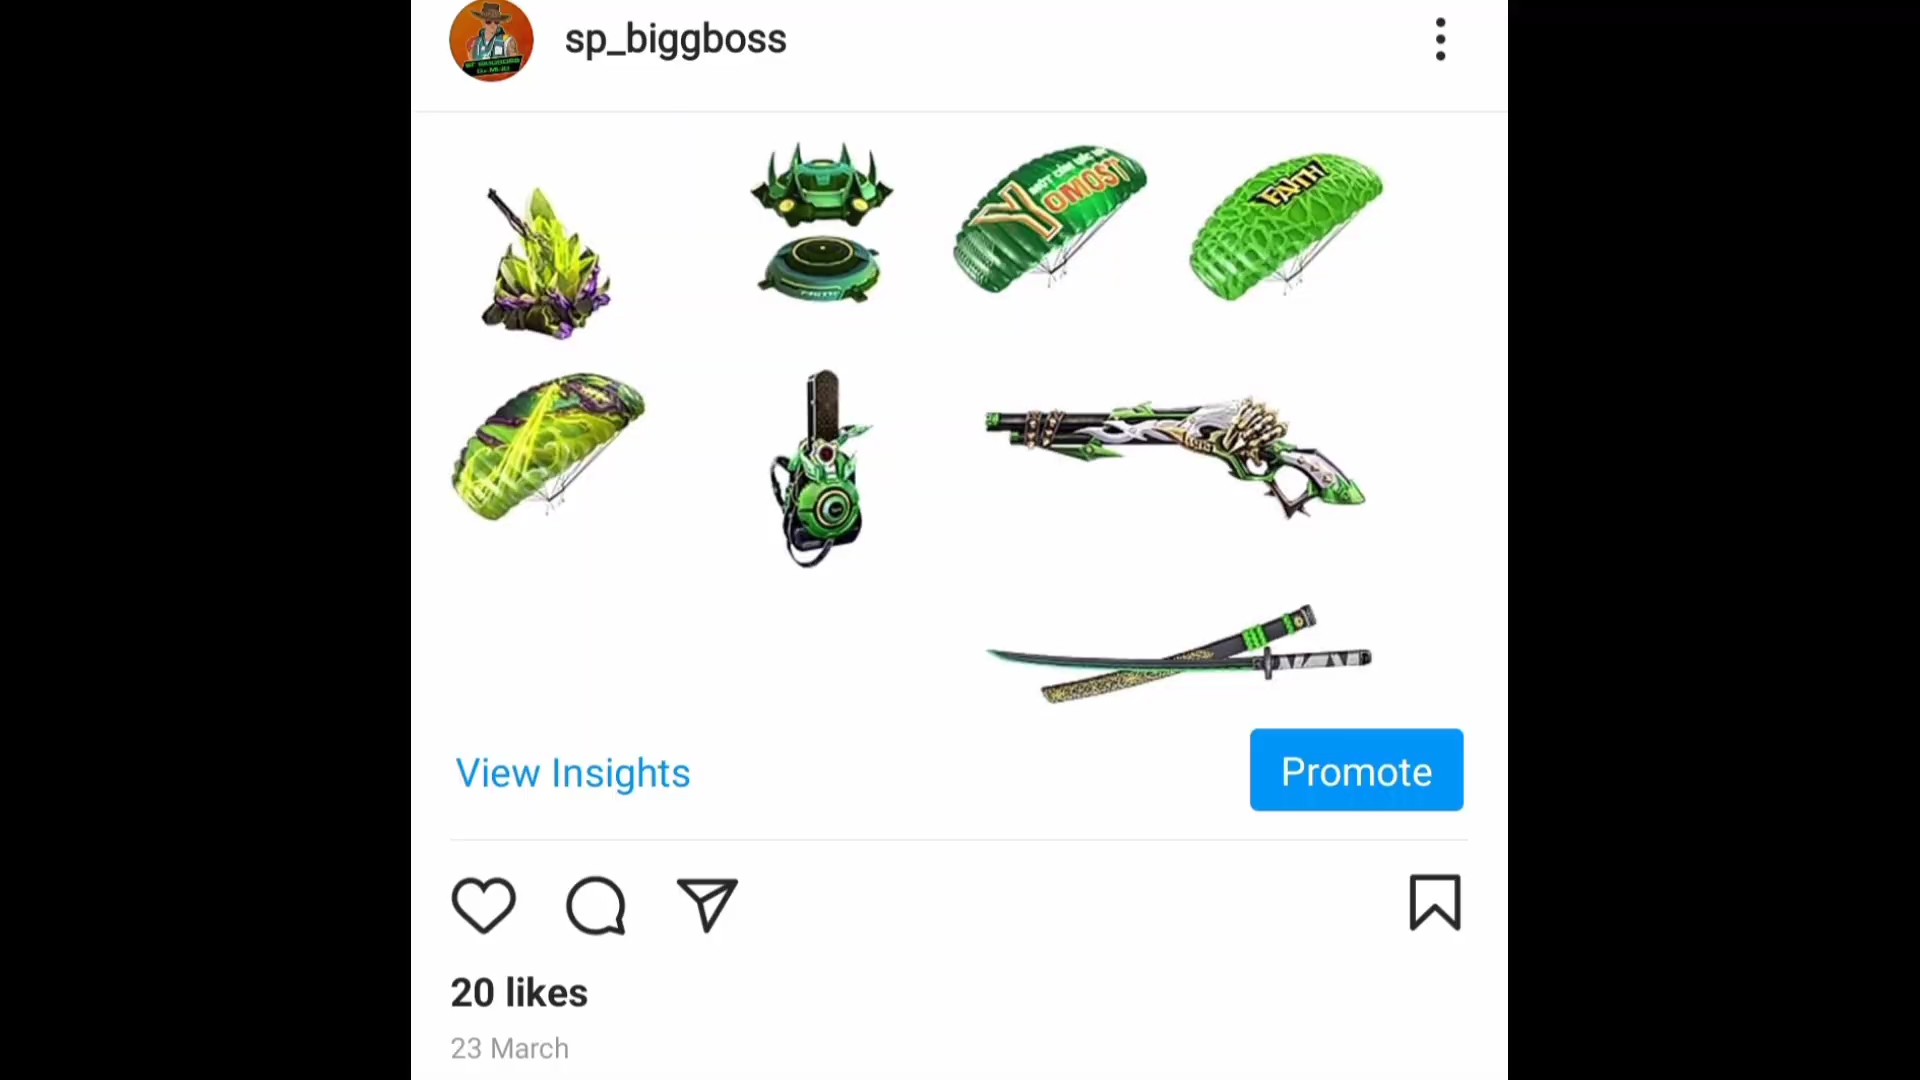 sp_biggboss
YOMOST
FAITH
View Insights
Promote
20 likes
23 March